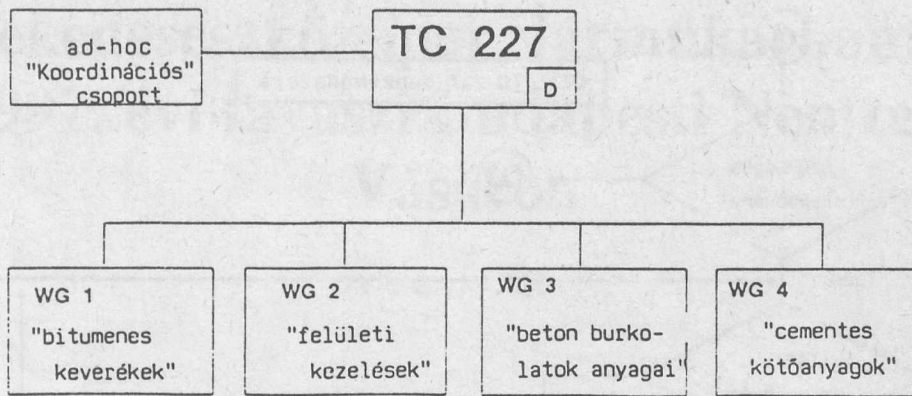 ad-hoc
"Koordinációs"
csoport
TC 227
D
WG 1
"bitumenes
keverékek"
WG 2
"felületi
kezelések"
WG 3
"beton burko-
latok anyagai"
WG 4
"cementes
kötőanyagok"